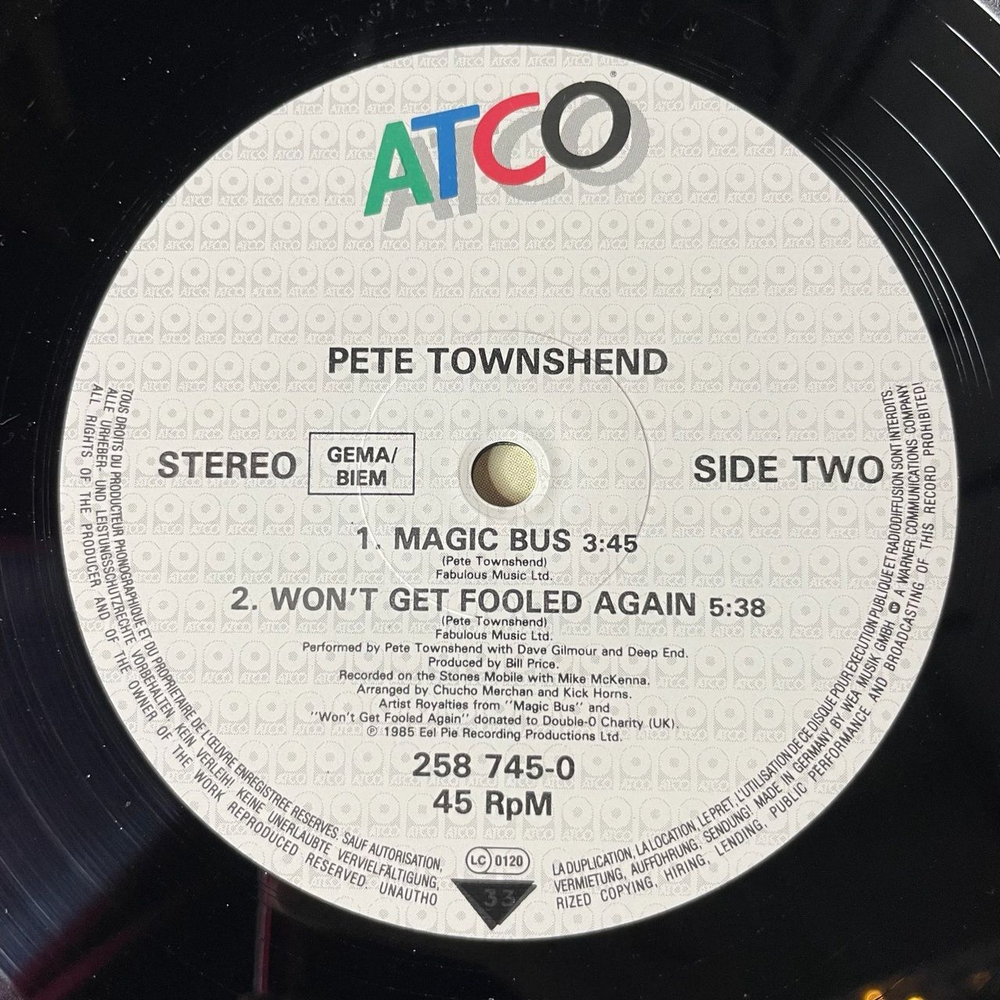 ATCO®
PETE TOWNSHEND
STEREO
GEMA/
BIEM
SIDE TWO
1. MAGIC BUS 3:45
(Pete Townshend)
Fabulous Music Ltd.
2. WON'T GET FOOLED AGAIN 5:38
(Pete Townshend)
Fabulous Music Ltd.
Performed by Pete Townshend with Dave Gilmour and Deep End.
Produced by Bill Price.
Recorded on the Stones Mobile with Mike McKenna.
Arranged by Chucho Merchan and Kick Horns.
Artist Royalties from "Magic Bus" and
"Won't Get Fooled Again" donated to Double-O Charity (UK).
℗ 1985 Eel Pie Recording Productions Ltd.
258 745-0
45 RpM
LC 0120
33
TOUS DROITS DU PRODUCTEUR PHONOGRAPHIQUE ET DU PROPRIETAIRE DE L'ŒUVRE ENREGISTREE RESERVES. SAUF AUTORISATION,
LA DUPLICATION, LA LOCATION, LE PRET, L'UTILISATION DE CE DISQUE POUR EXECUTION PUBLIQUE ET RADIODIFFUSION SONT INTERDITS.
ALLE URHEBER- UND LEISTUNGSSCHUTZRECHTE VORBEHALTEN. KEIN VERLEIH! KEINE UNERLAUBTE VERVIELFÄLTIGUNG,
VERMIETUNG, AUFFÜHRUNG, SENDUNG! MADE IN GERMANY BY WEA MUSIK GMBH A WARNER COMMUNICATIONS COMPANY
ALL RIGHTS OF THE PRODUCER AND OF THE OWNER OF THE WORK REPRODUCED RESERVED. UNAUTHO
RIZED COPYING, HIRING, LENDING, PUBLIC PERFORMANCE AND BROADCASTING OF THIS RECORD PROHIBITED!